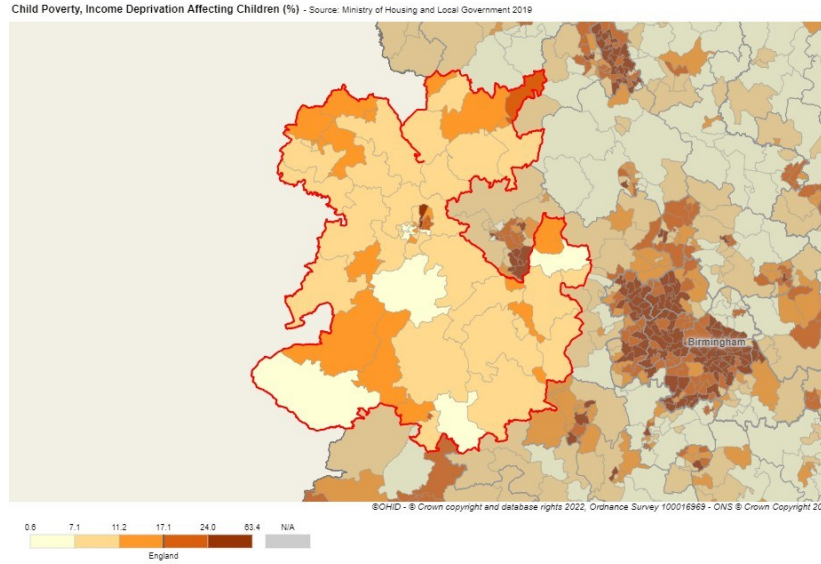 Child Poverty, Income Deprivation Affecting Children (%) - Source: Ministry of Housing and Local Government 2019
Birmingham
©OHID - © Crown copyright and database rights 2022, Ordnance Survey 100016969 - ONS © Crown Copyright 20
0.6 7.1 11.2 17.1 24.0 63.4 N/A
England